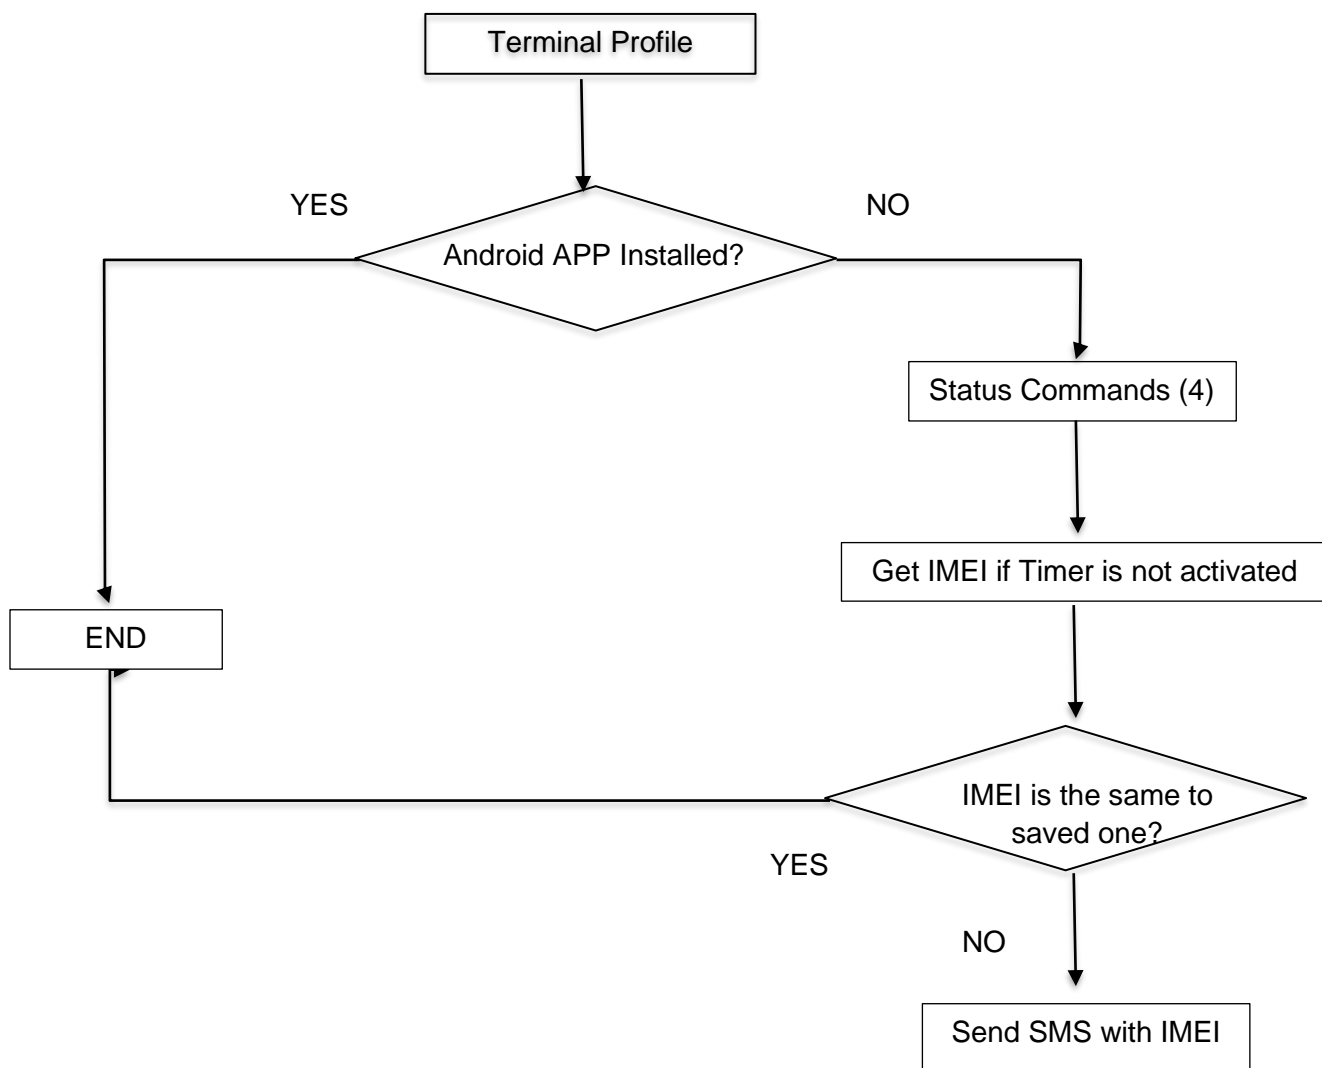 Terminal Profile
YES
NO
Android APP Installed?
Status Commands (4)
Get IMEI if Timer is not activated
END
IMEI is the same to
saved one?
YES
NO
Send SMS with IMEI